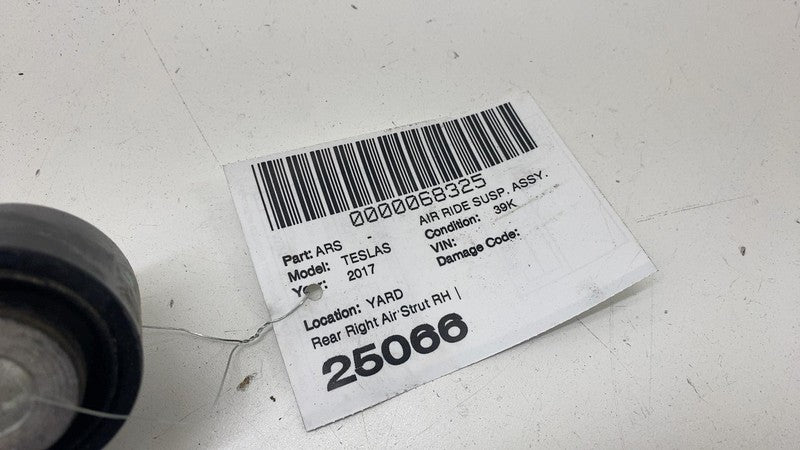 0000068325
Part: ARS - AIR RIDE SUSP. ASSY.
Model: TESLAS Condition: 39K
Year: 2017 VIN:
Damage Code:
Location: YARD
Rear Right Air Strut RH |
25066